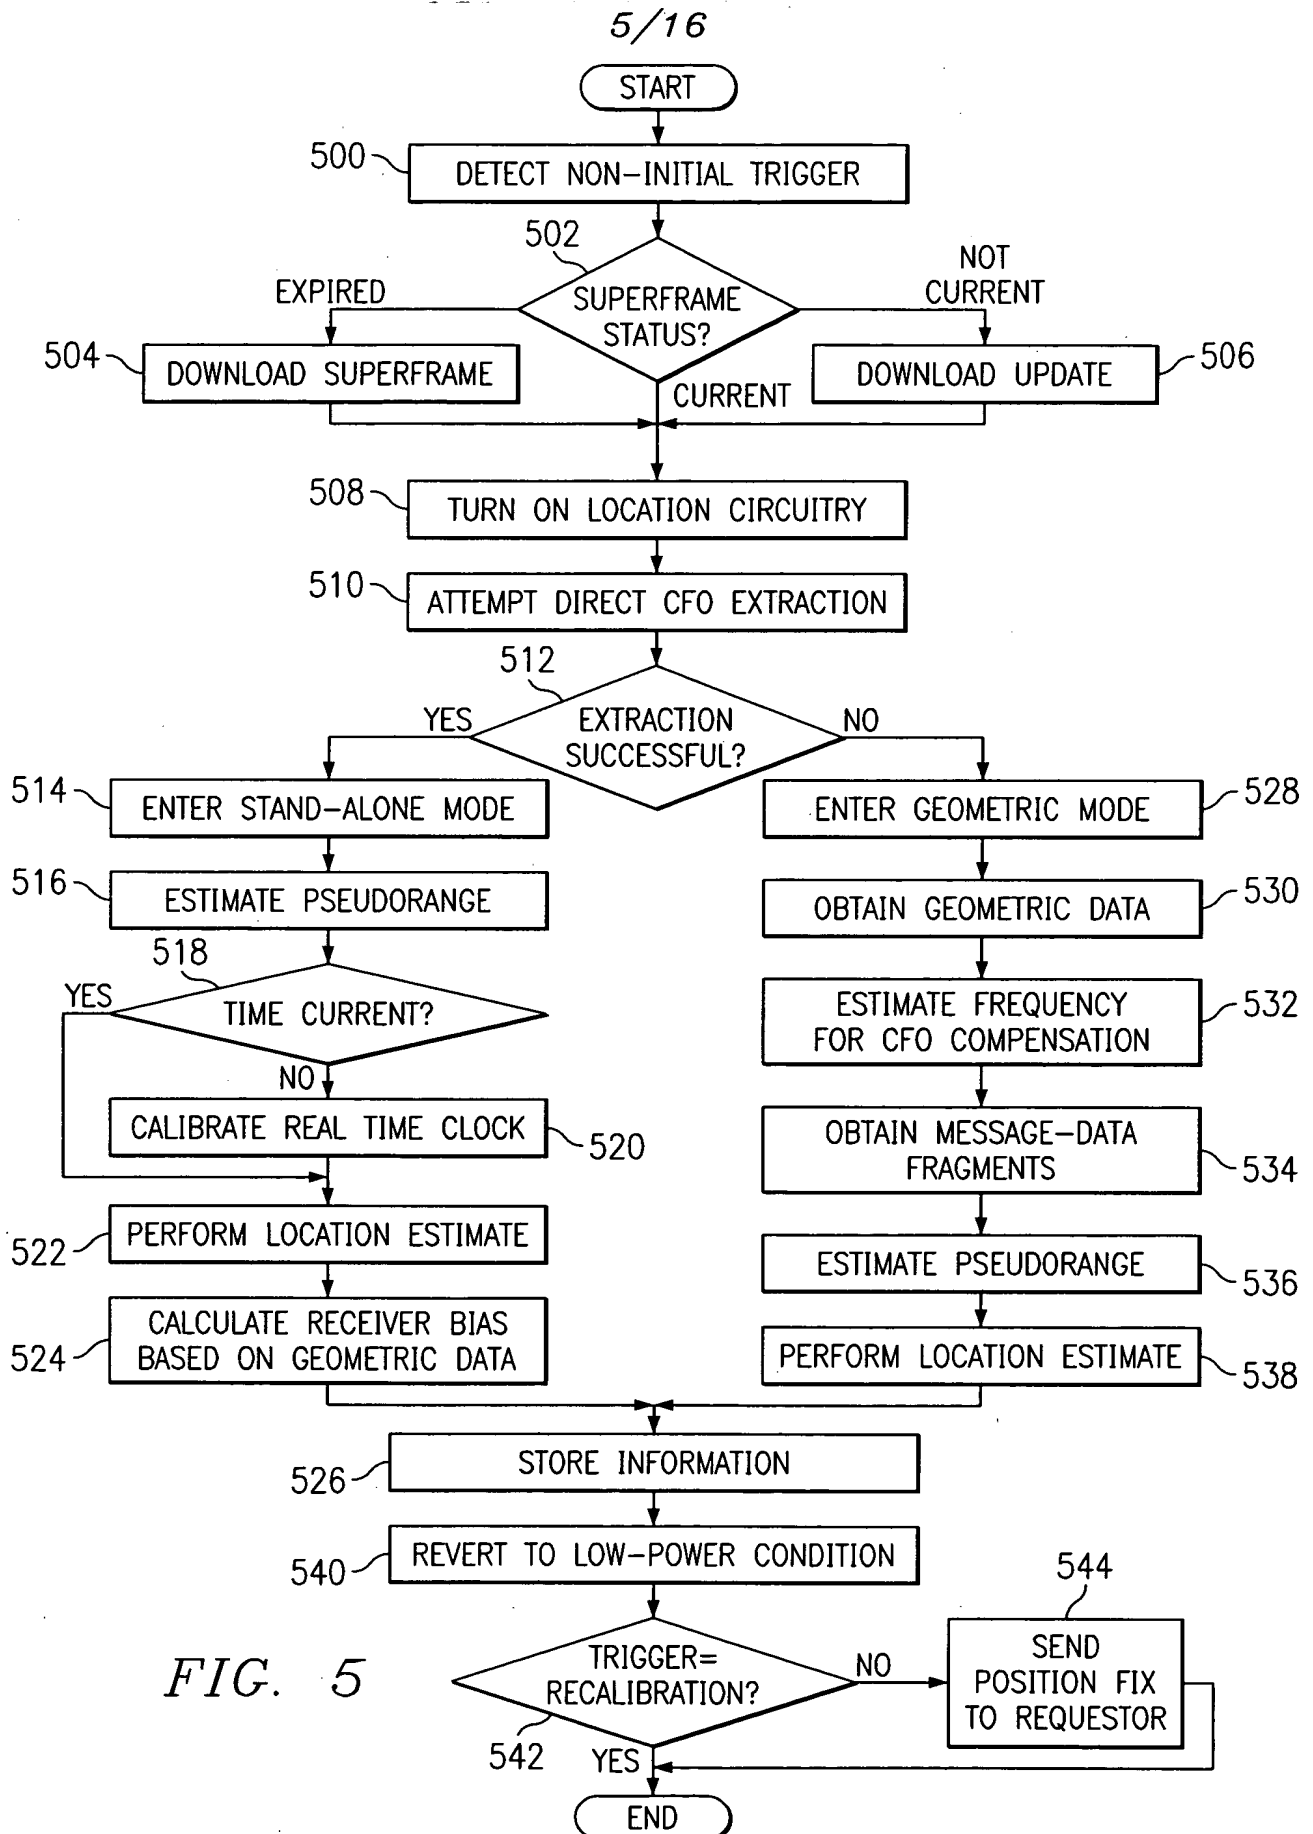 5/16
START
500
DETECT NON-INITIAL TRIGGER
502
EXPIRED
SUPERFRAME
STATUS?
NOT
CURRENT
504
DOWNLOAD SUPERFRAME
CURRENT
DOWNLOAD UPDATE
506
508
TURN ON LOCATION CIRCUITRY
510
ATTEMPT DIRECT CFO EXTRACTION
512
YES
EXTRACTION
SUCCESSFUL?
NO
514
ENTER STAND-ALONE MODE
516
ESTIMATE PSEUDORANGE
518
YES
TIME CURRENT?
NO
CALIBRATE REAL TIME CLOCK
520
522
PERFORM LOCATION ESTIMATE
524
CALCULATE RECEIVER BIAS
BASED ON GEOMETRIC DATA
ENTER GEOMETRIC MODE
528
OBTAIN GEOMETRIC DATA
530
ESTIMATE FREQUENCY
FOR CFO COMPENSATION
532
OBTAIN MESSAGE-DATA
FRAGMENTS
534
ESTIMATE PSEUDORANGE
536
PERFORM LOCATION ESTIMATE
538
526
STORE INFORMATION
540
REVERT TO LOW-POWER CONDITION
542
TRIGGER=
RECALIBRATION?
NO
544
SEND
POSITION FIX
TO REQUESTOR
YES
END
FIG. 5